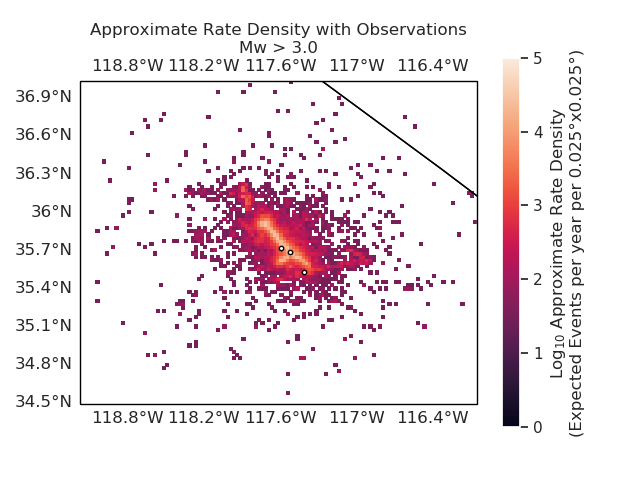 Approximate Rate Density with Observations
Mw > 3.0
118.8°W 118.2°W 117.6°W 117°W 116.4°W
36.9°N
36.6°N
36.3°N
36°N
35.7°N
35.4°N
35.1°N
34.8°N
34.5°N
118.8°W 118.2°W 117.6°W 117°W 116.4°W
5
4
3
2
1
0
Log₁₀ Approximate Rate Density
(Expected Events per year per 0.025°x0.025°)